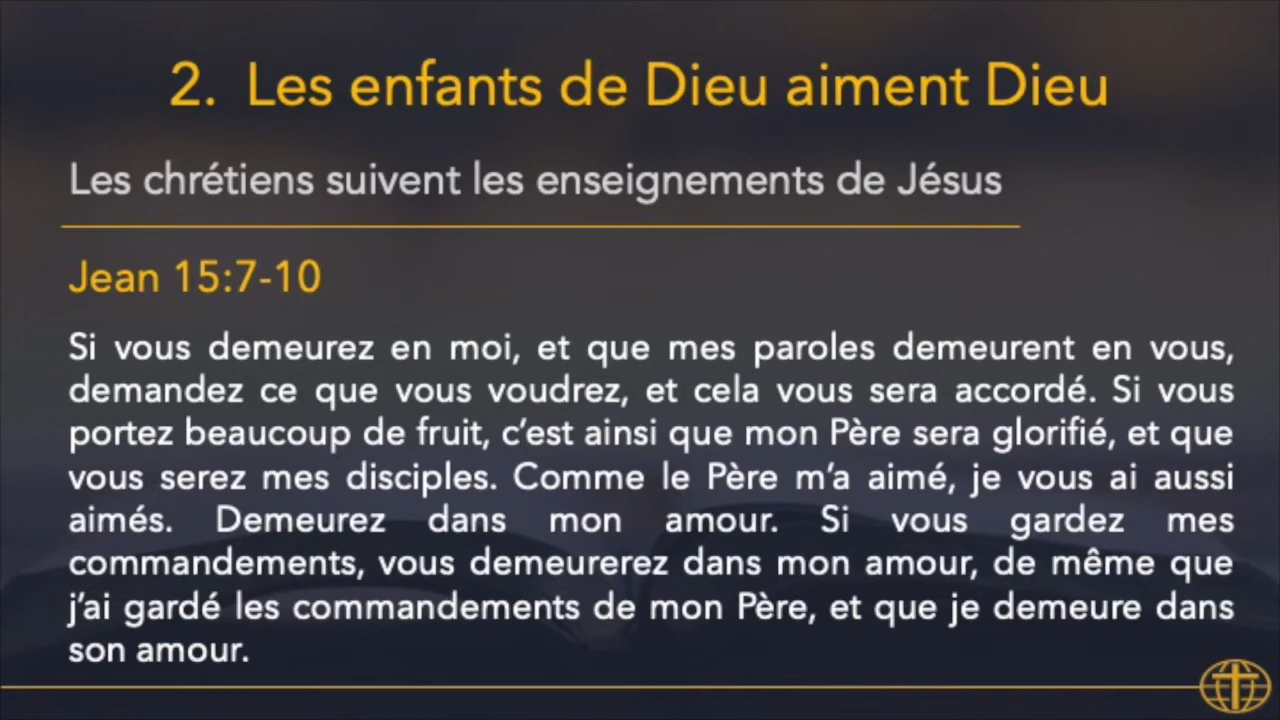 2. Les enfants de Dieu aiment Dieu
Les chrétiens suivent les enseignements de Jésus
Jean 15:7-10
Si vous demeurez en moi, et que mes paroles demeurent en vous,
demandez ce que vous voudrez, et cela vous sera accordé. Si vous
portez beaucoup de fruit, c’est ainsi que mon Père sera glorifié, et que
vous serez mes disciples. Comme le Père m’a aimé, je vous ai aussi
aimés. Demeurez dans mon amour. Si vous gardez mes
commandements, vous demeurerez dans mon amour, de même que
j’ai gardé les commandements de mon Père, et que je demeure dans
son amour.